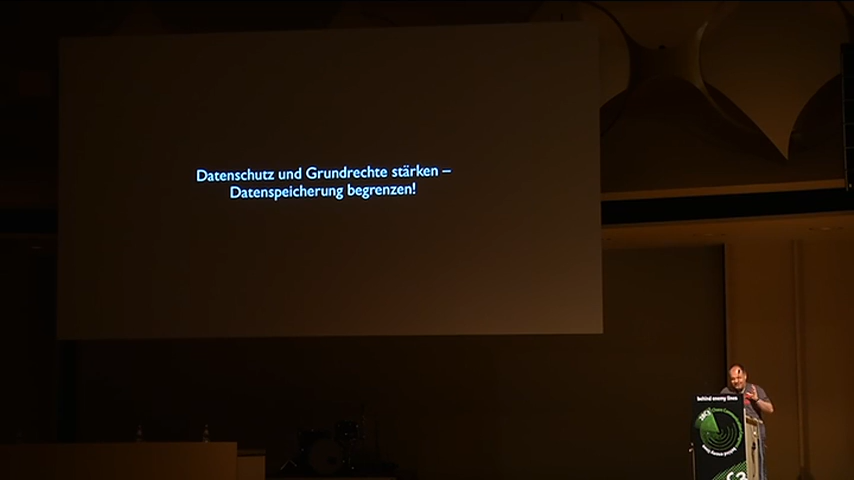 Datenschutz und Grundrechte stärken –
Datenspeicherung begrenzen!
behind enemy lines